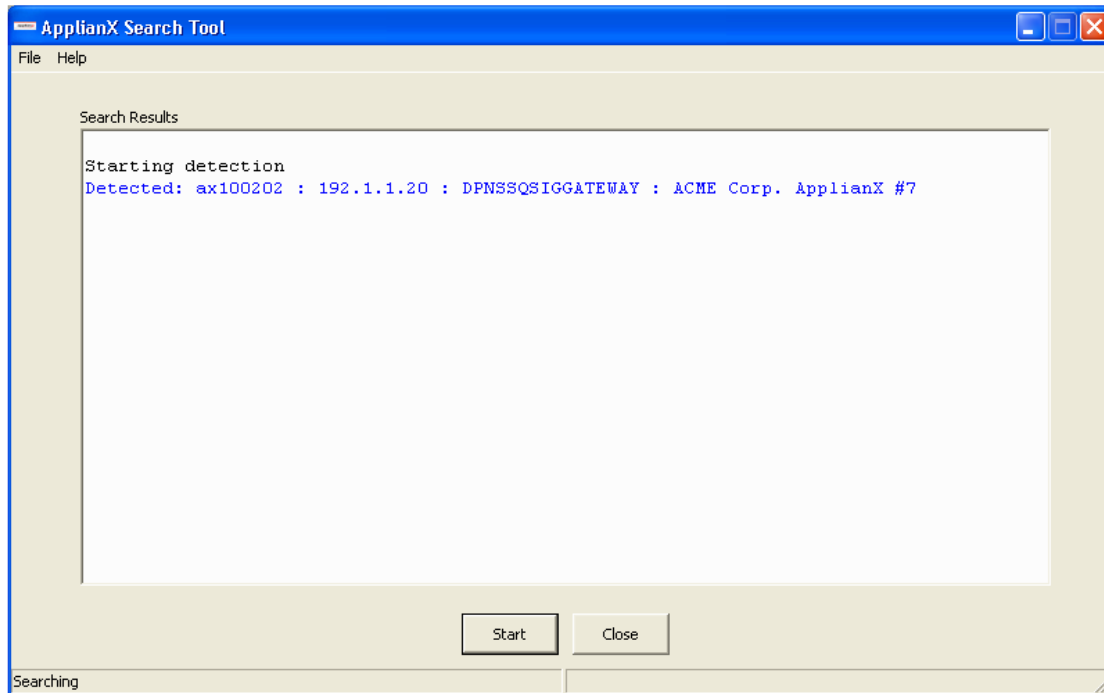 ApplianX Search Tool
File Help
Search Results
Starting detection
Detected: ax100202 : 192.1.1.20 : DPNSSQSIGGATEWAY : ACME Corp. ApplianX #7
Start Close
Searching